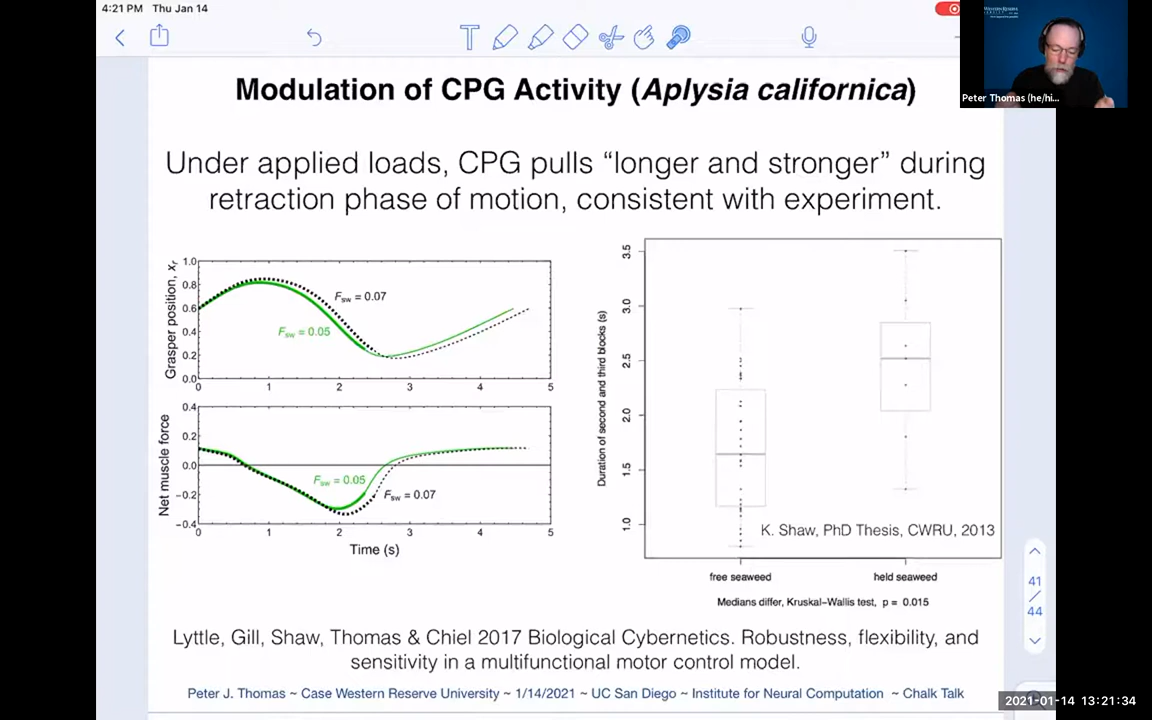 4:21 PM Thu Jan 14
Peter Thomas (he/hi...
Modulation of CPG Activity (Aplysia californica)
Under applied loads, CPG pulls “longer and stronger” during
retraction phase of motion, consistent with experiment.
Grasper position, xr
1.0
0.8
0.6
0.4
0.2
0.0
Fsw = 0.07
Fsw = 0.05
0 1 2 3 4 5
Net muscle force
0.4
0.2
0.0
−0.2
−0.4
Fsw = 0.05
Fsw = 0.07
0 1 2 3 4 5
Time (s)
Duration of second and third blocks (s)
3.5
3.0
2.5
2.0
1.5
1.0
K. Shaw, PhD Thesis, CWRU, 2013
free seaweed held seaweed
Medians differ, Kruskal−Wallis test, p = 0.015
41
/
44
Lyttle, Gill, Shaw, Thomas & Chiel 2017 Biological Cybernetics. Robustness, flexibility, and
sensitivity in a multifunctional motor control model.
Peter J. Thomas ~ Case Western Reserve University ~ 1/14/2021 ~ UC San Diego ~ Institute for Neural Computation ~ Chalk Talk
2021-01-14 13:21:34